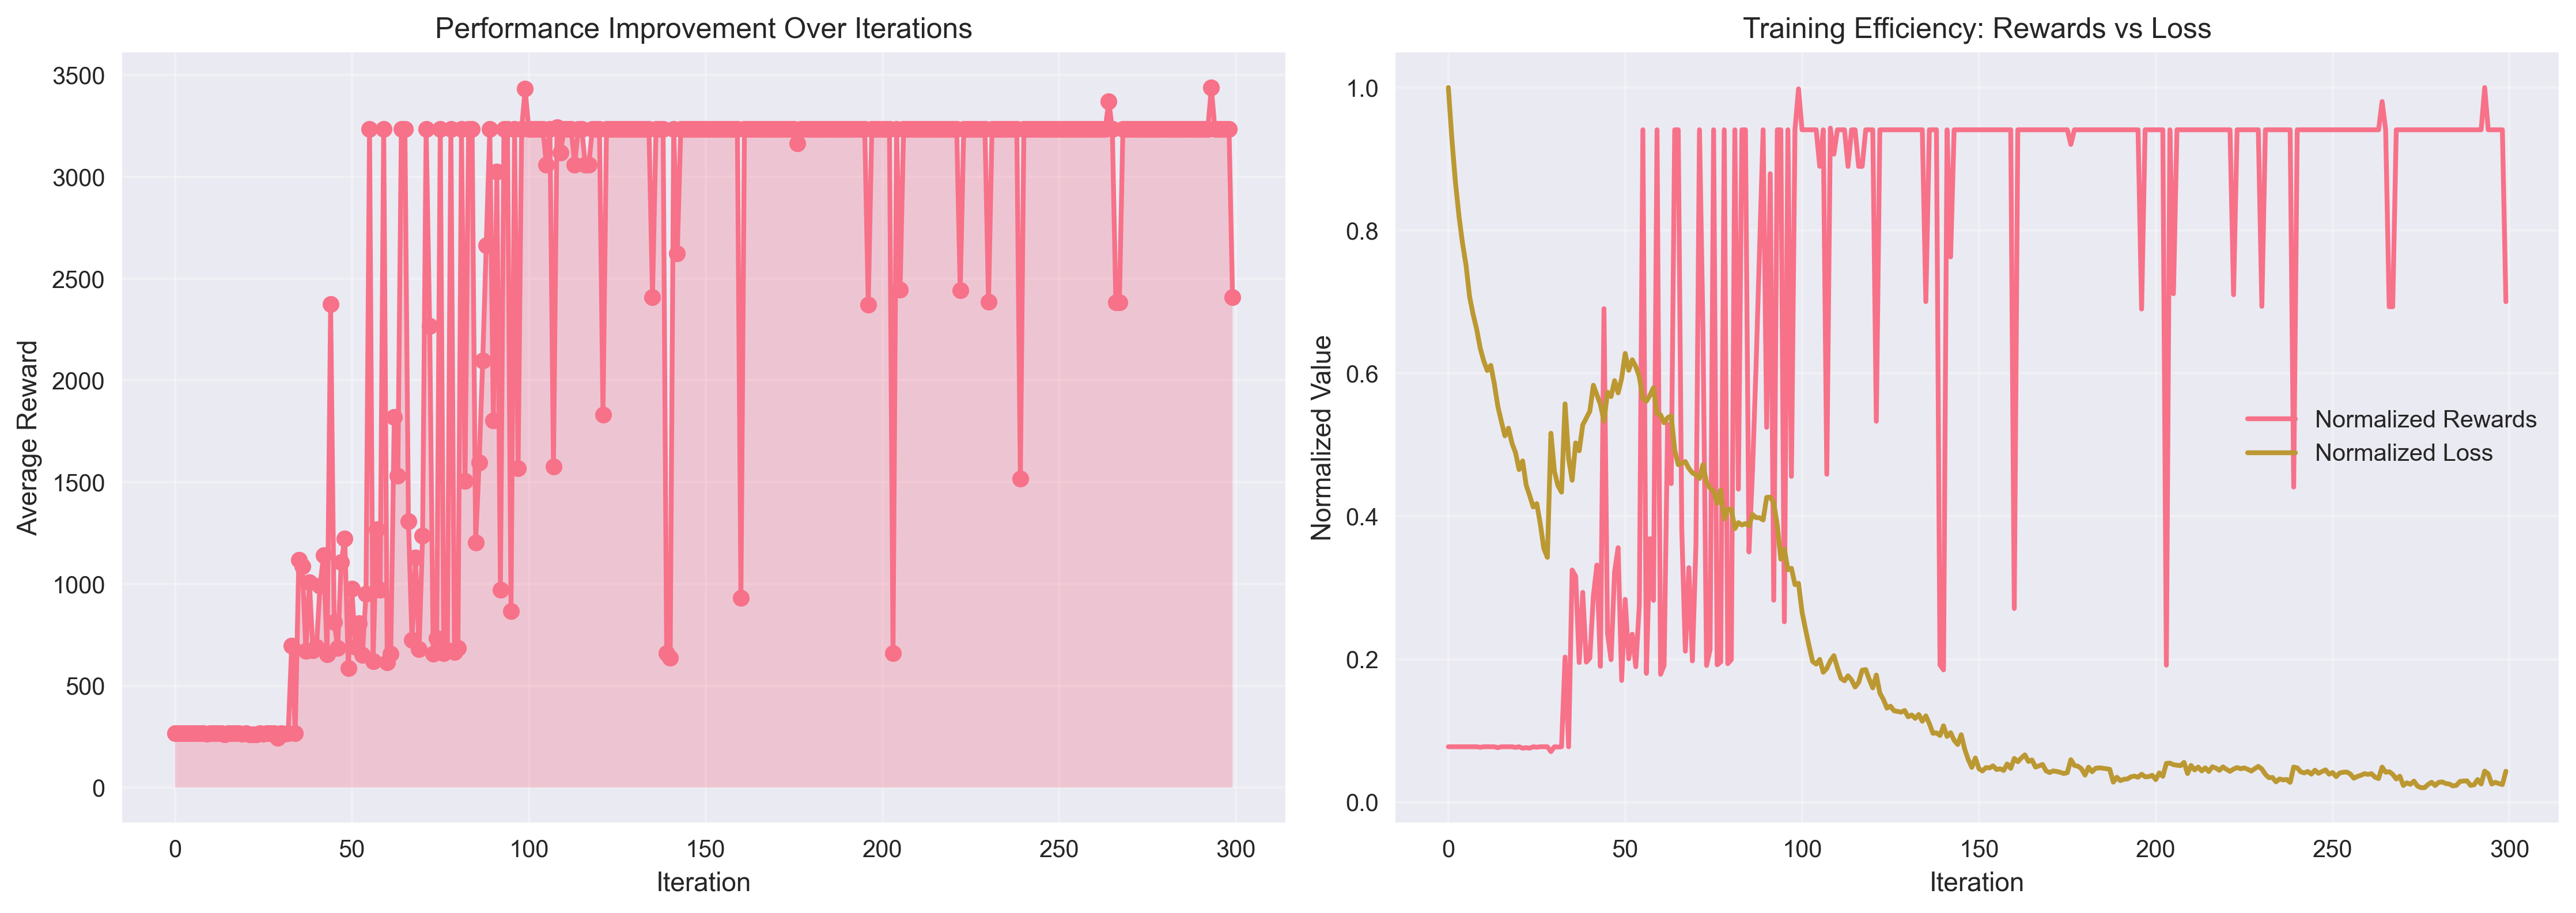 Performance Improvement Over Iterations
3500
3000
2500
2000
1500
1000
500
0
Average Reward
0 50 100 150 200 250 300
Iteration
Training Efficiency: Rewards vs Loss
1.0
0.8
0.6
0.4
0.2
0.0
Normalized Value
Normalized Rewards
Normalized Loss
0 50 100 150 200 250 300
Iteration